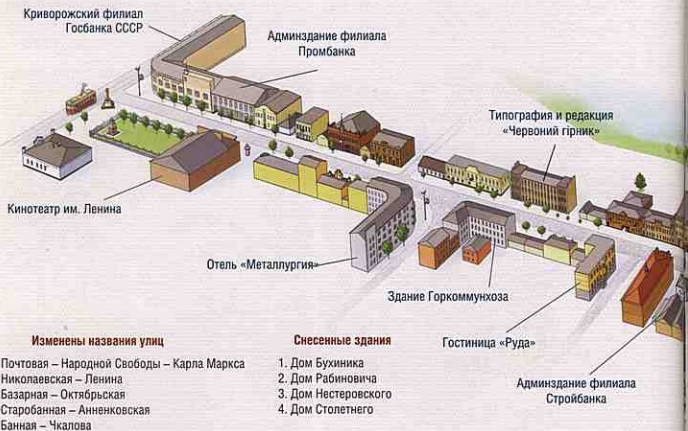 Криворожский филиал
Госбанка СССР
Админздание филиала
Промбанка
Типография и редакция
«Червоний гірник»
Кинотеатр им. Ленина
Отель «Металлургия»
Здание Горкоммунхоза
Гостиница «Руда»
Админздание филиала
Стройбанка
Изменены названия улиц
Почтовая – Народной Свободы – Карла Маркса
Николаевская – Ленина
Базарная – Октябрьская
Старобанная – Анненковская
Банная – Чкалова
Снесенные здания
1. Дом Бухиника
2. Дом Рабиновича
3. Дом Нестеровского
4. Дом Столетнего